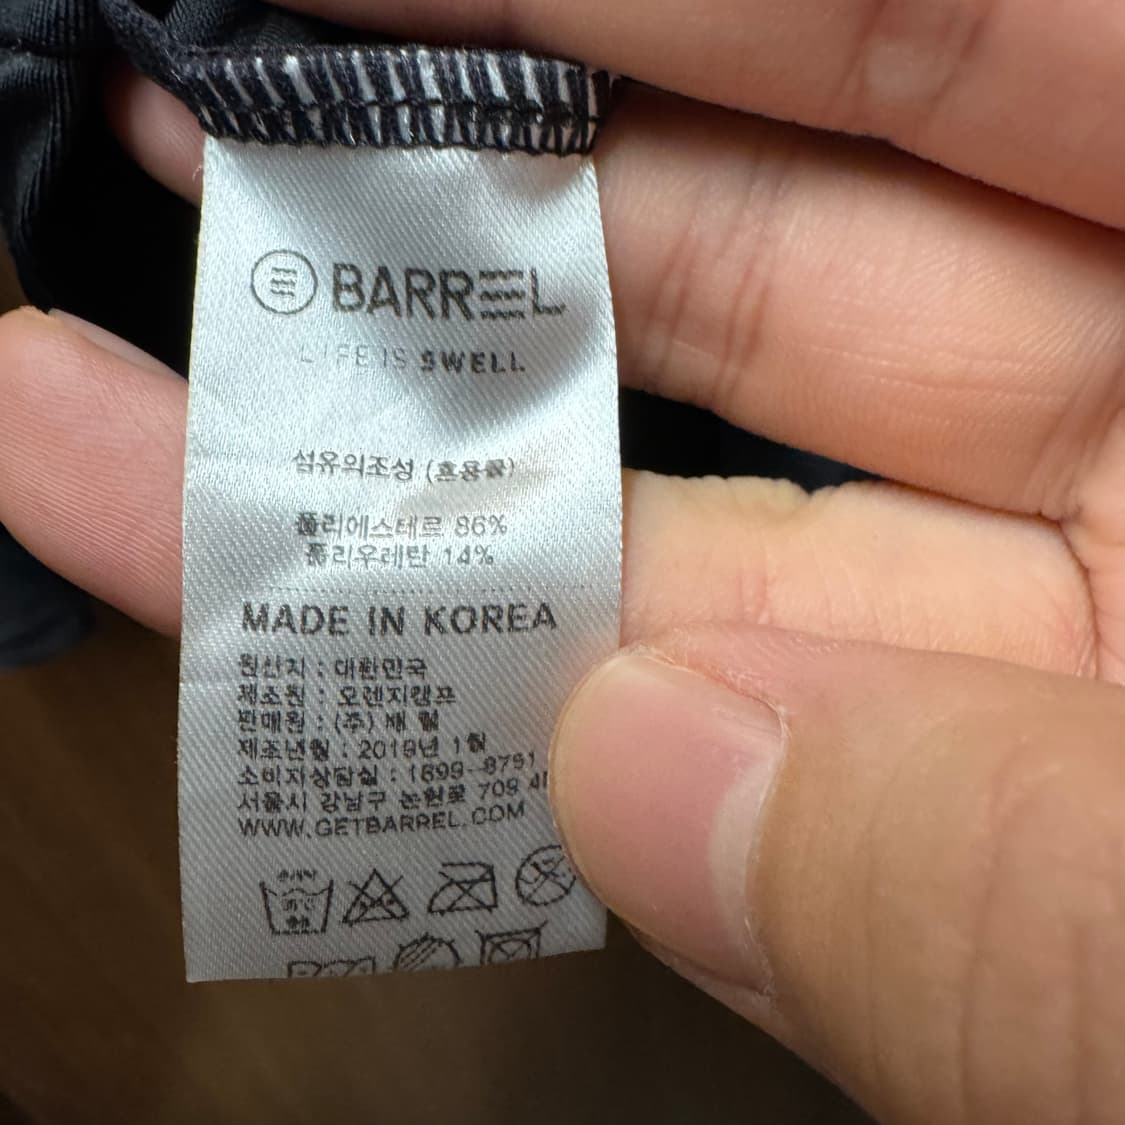 BARREL
LIFE IS SWELL
섬유의조성 (혼용률)
폴리에스테르 86%
폴리우레탄 14%
MADE IN KOREA
원산지 : 대한민국
제조원 : 오렌지캠프
판매원 : (주) 배럴
제조년월 : 2019년 1월
소비자상담실 : 1899-8751
서울시 강남구 논현로 709
WWW.GETBARREL.COM